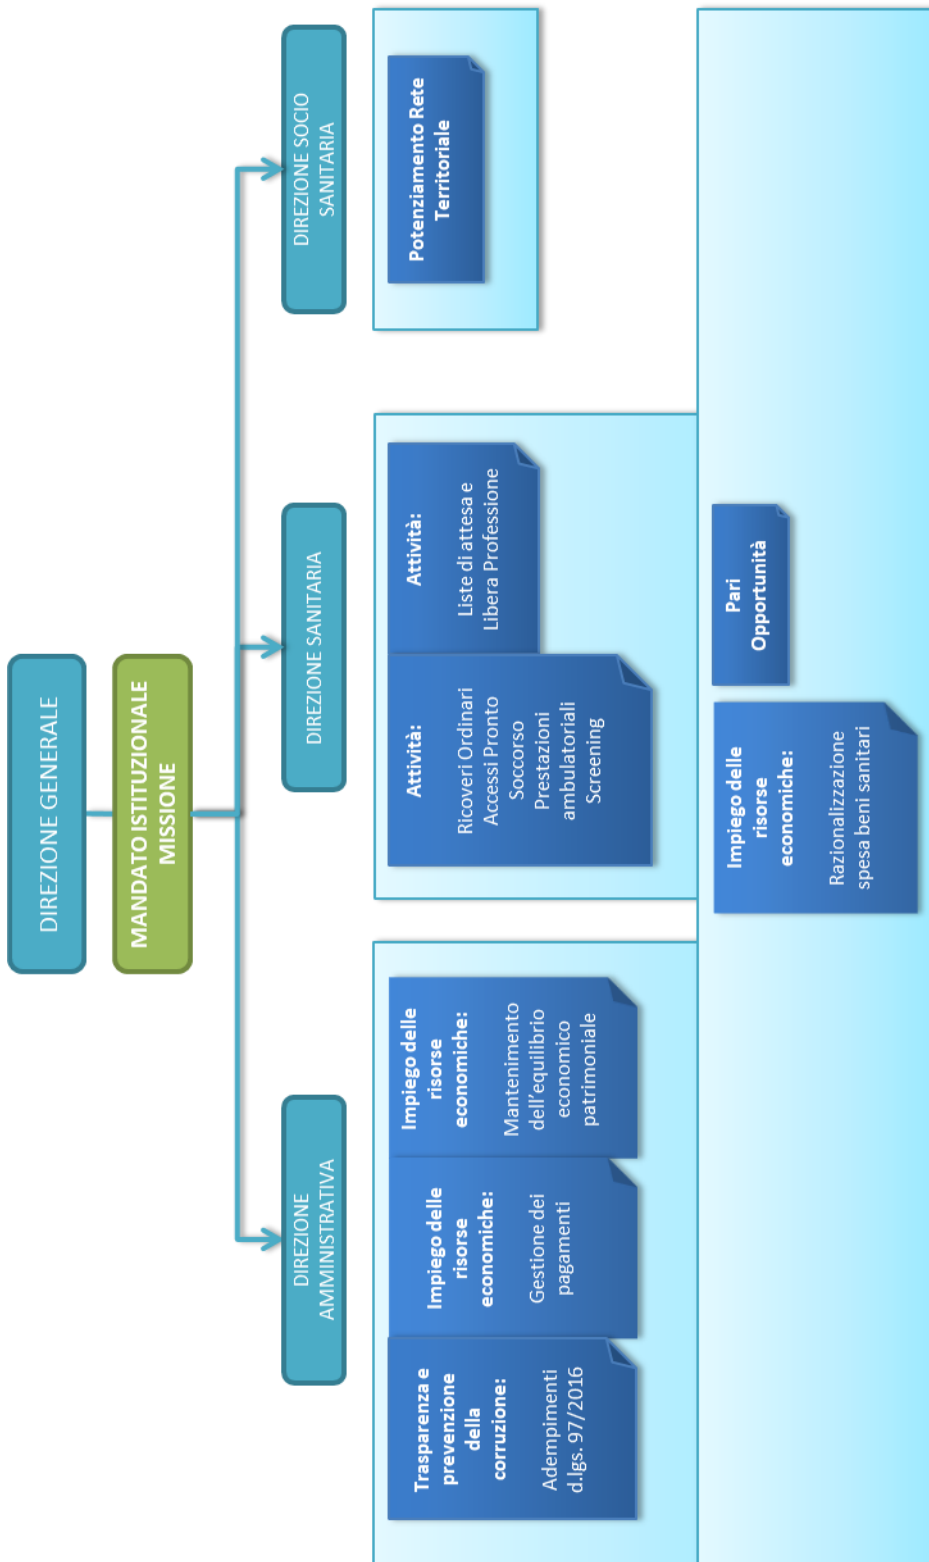 DIREZIONE GENERALE
MANDATO ISTITUZIONALE
MISSIONE
DIREZIONE
AMMINISTRATIVA
DIREZIONE SANITARIA
DIREZIONE SOCIO
SANITARIA
Trasparenza e
prevenzione
della
corruzione:
Adempimenti
d.lgs. 97/2016
Impiego delle
risorse
economiche:
Gestione dei
pagamenti
Impiego delle
risorse
economiche:
Mantenimento
dell'equilibrio
economico
patrimoniale
Attività:
Ricoveri Ordinari
Accessi Pronto
Soccorso
Prestazioni
ambulatoriali
Screening
Attività:
Liste di attesa e
Libera Professione
Potenziamento Rete
Territoriale
Impiego delle
risorse
economiche:
Razionalizzazione
spesa beni sanitari
Pari
Opportunità